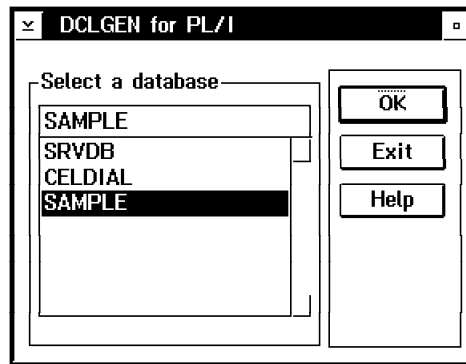 DCLGEN for PL/I
Select a database
SAMPLE
SRVDB
CELDIAL
SAMPLE
OK
Exit
Help